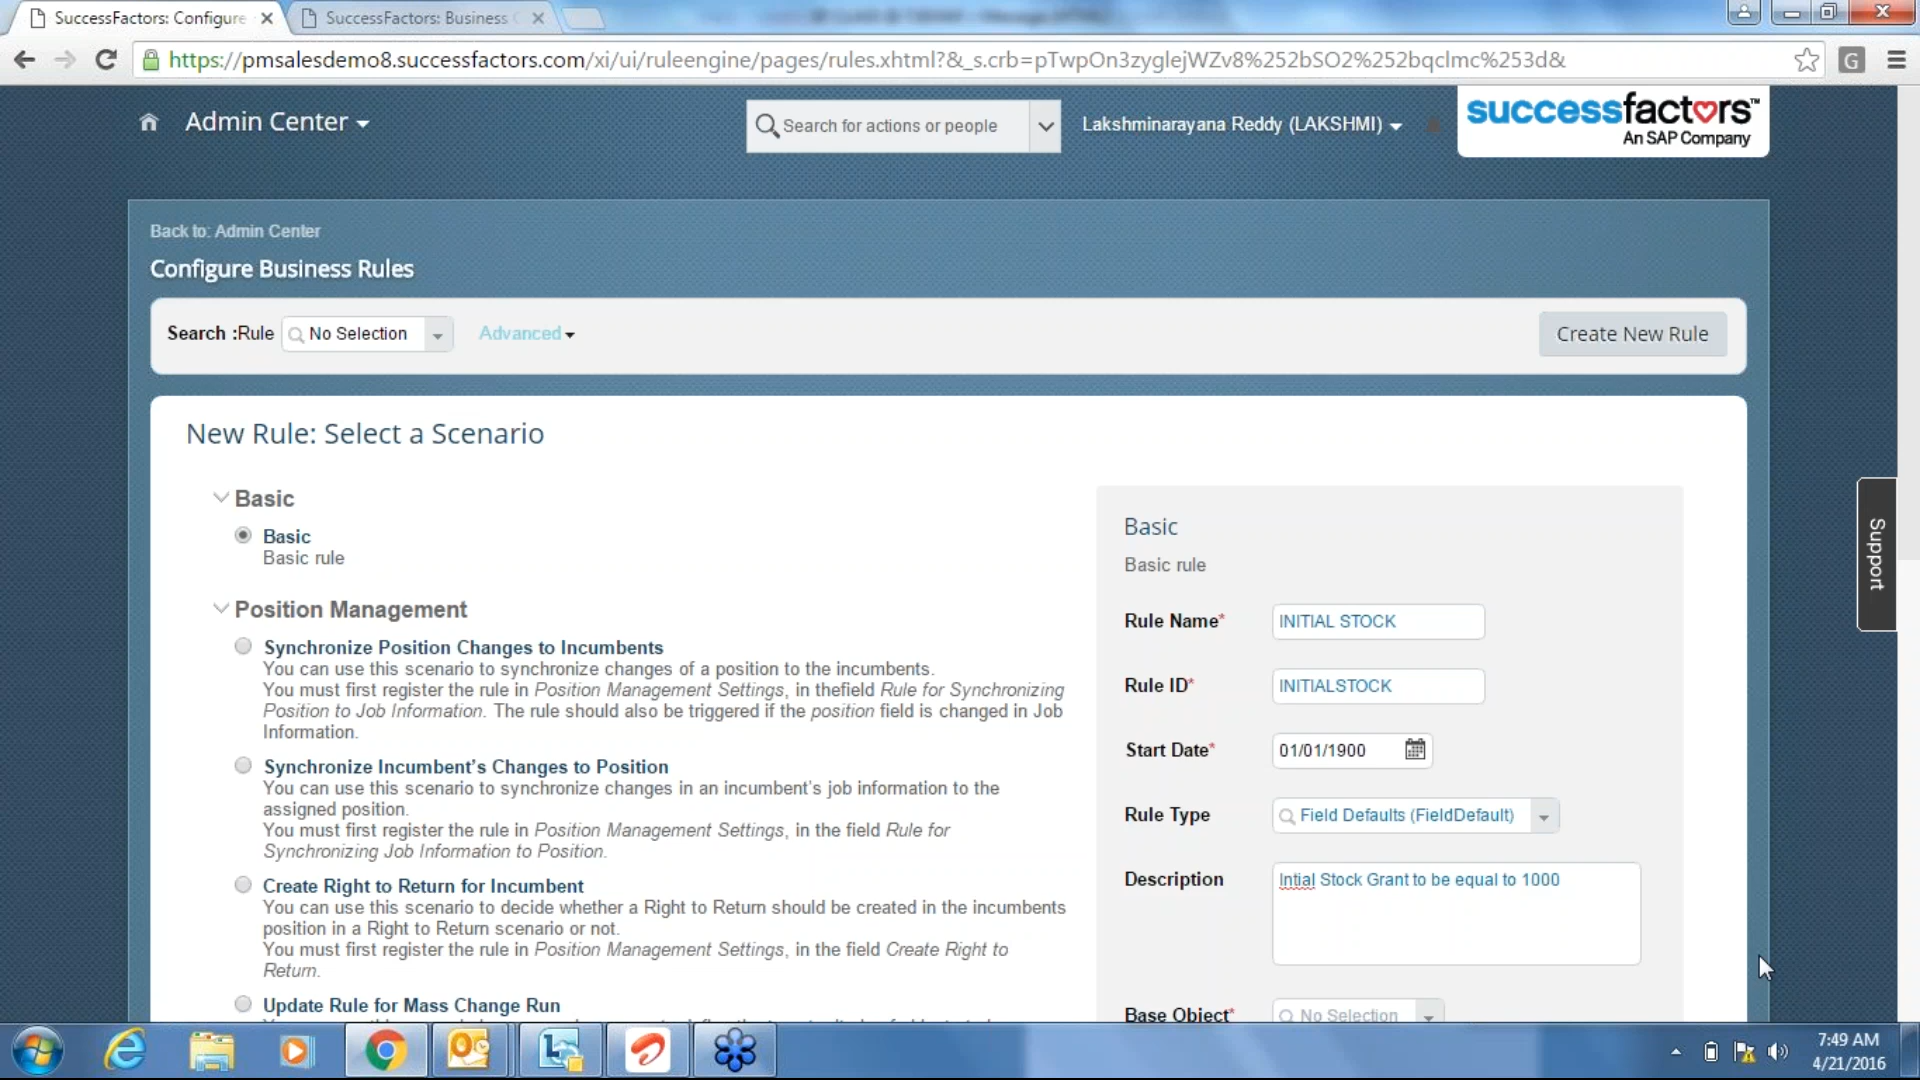 SuccessFactors: Configure
SuccessFactors: Business
https://pmsalesdemo8.successfactors.com/xi/ui/ruleengine/pages/rules.xhtml?&_s.crb=pTwpOn3zyglejWZv8%252bSO2%252bqclmc%253d&
G
Admin Center
Search for actions or people
Lakshminarayana Reddy (LAKSHMI)
successfactors™
An SAP Company
Back to: Admin Center
Configure Business Rules
Search :Rule
No Selection
Advanced
Create New Rule
New Rule: Select a Scenario
Basic
Basic
Basic rule
Position Management
Synchronize Position Changes to Incumbents
You can use this scenario to synchronize changes of a position to the incumbents.
You must first register the rule in Position Management Settings, in thefield Rule for Synchronizing
Position to Job Information. The rule should also be triggered if the position field is changed in Job
Information.
Synchronize Incumbent's Changes to Position
You can use this scenario to synchronize changes in an incumbent's job information to the
assigned position.
You must first register the rule in Position Management Settings, in the field Rule for
Synchronizing Job Information to Position.
Create Right to Return for Incumbent
You can use this scenario to decide whether a Right to Return should be created in the incumbents
position in a Right to Return scenario or not.
You must first register the rule in Position Management Settings, in the field Create Right to
Return.
Update Rule for Mass Change Run
Basic
Basic rule
Rule Name*
INITIAL STOCK
Rule ID*
INITIALSTOCK
Start Date*
01/01/1900
Rule Type
Field Defaults (FieldDefault)
Description
Intial Stock Grant to be equal to 1000
Base Object*
No Selection
Support
7:49 AM
4/21/2016